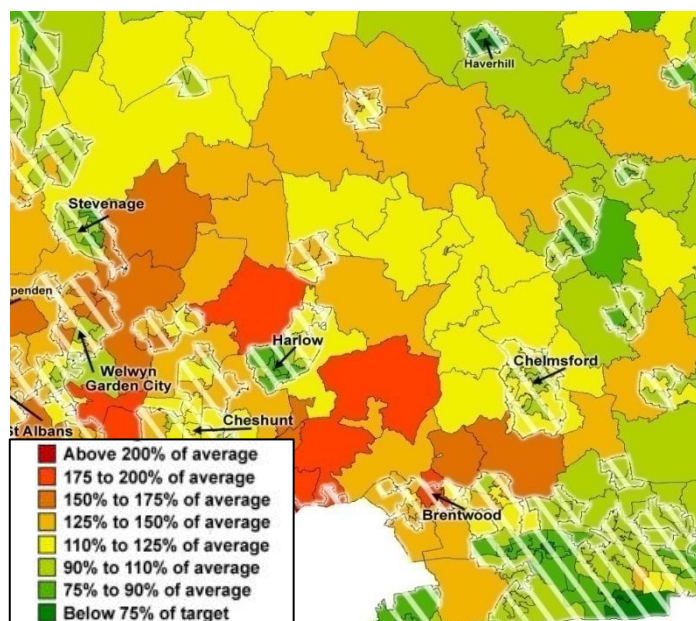 Haverhill
Stevenage
penden
Harlow
Welwyn
Garden City
Chelmsford
St Albans
Cheshunt
Brentwood
Above 200% of average
175 to 200% of average
150% to 175% of average
125% to 150% of average
110% to 125% of average
90% to 110% of average
75% to 90% of average
Below 75% of target